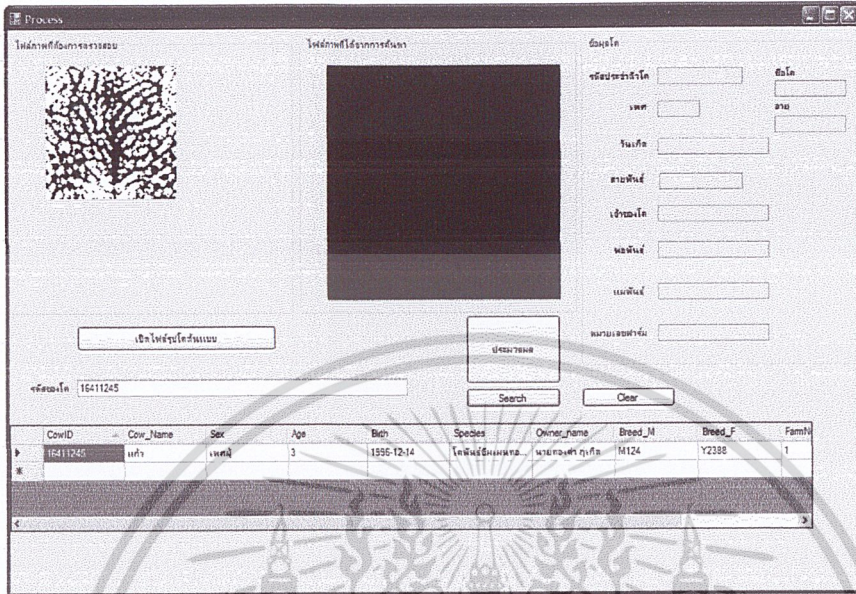 Process
ไฟล์ภาพที่ต้องการตรวจสอบ
ไฟล์ภาพที่ได้จากการค้นหา
ข้อมูลโค
รหัสประจำตัวโค
ชื่อโค
เพศ
อายุ
วันเกิด
สายพันธุ์
เจ้าของโค
พ่อพันธุ์
แม่พันธุ์
หมายเลขฟาร์ม
เปิดไฟล์รูปโคต้นแบบ
ประมวลผล
รหัสของโค 16411245
Search Clear
CowID Cow_Name Sex Age Birth Species Owner_name Breed_M Breed_F FarmN
16411245 แก้ว เพศผู้ 3 1996-12-14 M124 Y2388 1